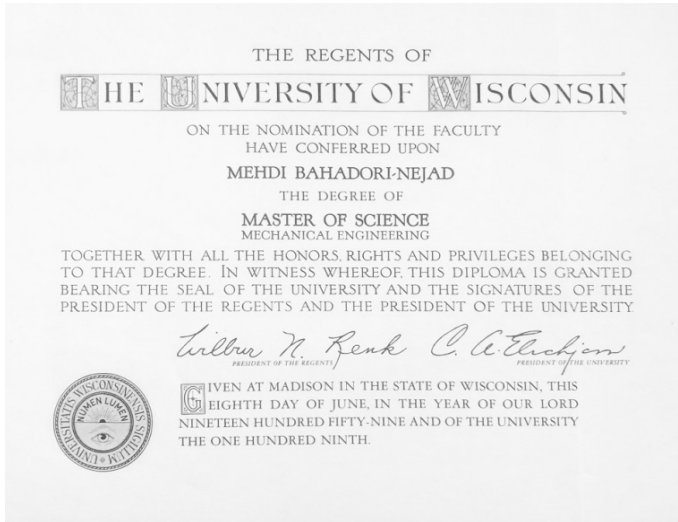 THE REGENTS OF
THE UNIVERSITY OF WISCONSIN
ON THE NOMINATION OF THE FACULTY
HAVE CONFERRED UPON
MEHDI BAHADORI-NEJAD
THE DEGREE OF
MASTER OF SCIENCE
MECHANICAL ENGINEERING
TOGETHER WITH ALL THE HONORS, RIGHTS AND PRIVILEGES BELONGING
TO THAT DEGREE. IN WITNESS WHEREOF, THIS DIPLOMA IS GRANTED
BEARING THE SEAL OF THE UNIVERSITY AND THE SIGNATURES OF THE
PRESIDENT OF THE REGENTS AND THE PRESIDENT OF THE UNIVERSITY.
Wilbur N. Renk C. A. Elvehjem
PRESIDENT OF THE REGENTS PRESIDENT OF THE UNIVERSITY
GIVEN AT MADISON IN THE STATE OF WISCONSIN, THIS
EIGHTH DAY OF JUNE, IN THE YEAR OF OUR LORD
NINETEEN HUNDRED FIFTY-NINE AND OF THE UNIVERSITY
THE ONE HUNDRED NINTH.
UNIVERSITATIS WISCONSINENSIS SIGILLUM
NUMEN LUMEN